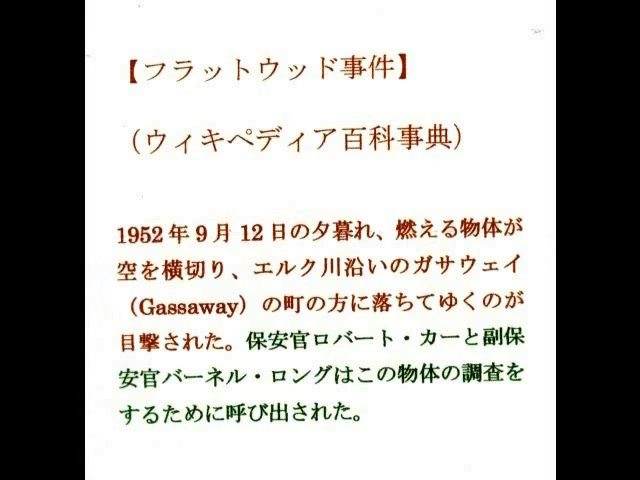 【フラットウッド事件】
（ウィキペディア百科事典）
1952年9月12日の夕暮れ、燃える物体が
空を横切り、エルク川沿いのガサウェイ
（Gassaway）の町の方に落ちてゆくのが
目撃された。保安官ロバート・カーと副保
安官バーネル・ロングはこの物体の調査を
するために呼び出された。